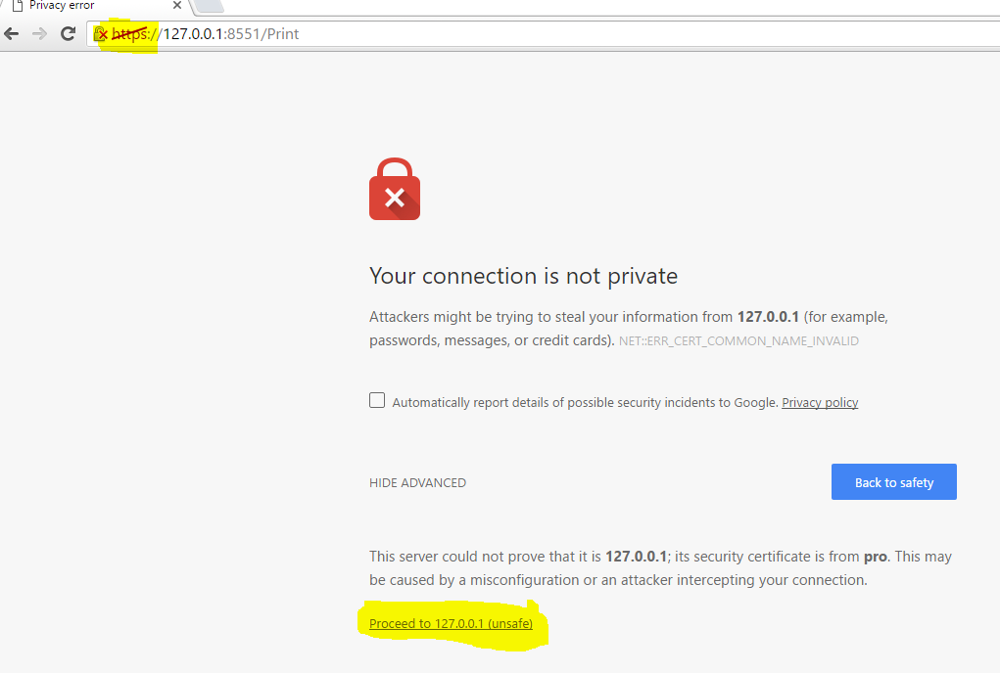 Privacy error
https://127.0.0.1:8551/Print
Your connection is not private
Attackers might be trying to steal your information from 127.0.0.1 (for example,
passwords, messages, or credit cards). NET::ERR_CERT_COMMON_NAME_INVALID
Automatically report details of possible security incidents to Google. Privacy policy
HIDE ADVANCED
Back to safety
This server could not prove that it is 127.0.0.1; its security certificate is from pro. This may
be caused by a misconfiguration or an attacker intercepting your connection.
Proceed to 127.0.0.1 (unsafe)